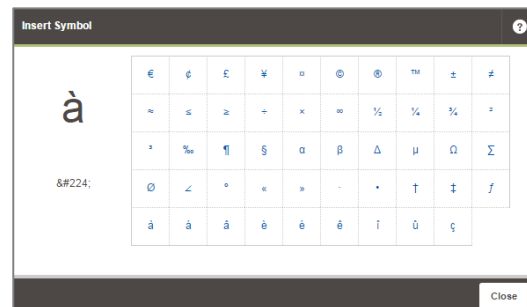 Insert Symbol ?
€ ¢ £ ¥ ¤ © ® ™ ± ≠
à
≈ ≤ ≥ ÷ × ∞ ½ ¼ ¾ ²
³ ‰ ¶ § α β Δ μ Ω ∑
&#224;
Ø ∠ ° « » · • † ‡ ƒ
à á â è é ê î û ç
Close